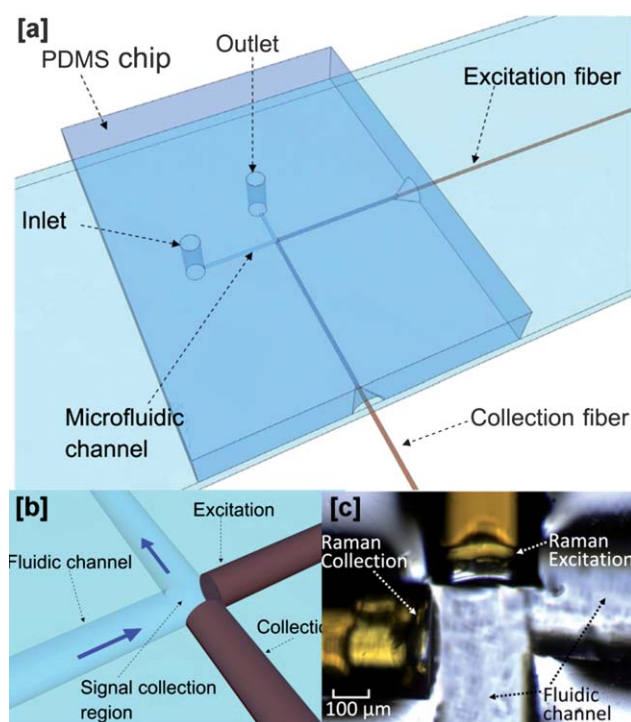 [a]
Outlet
PDMS chip
Excitation fiber
Inlet
Microfluidic
channel
Collection fiber
[b]
Excitation
Fluidic channel
Collectio
Signal collection
region
[c]
Raman
Collection
Raman
Excitation
100 µm
Fluidic
channel